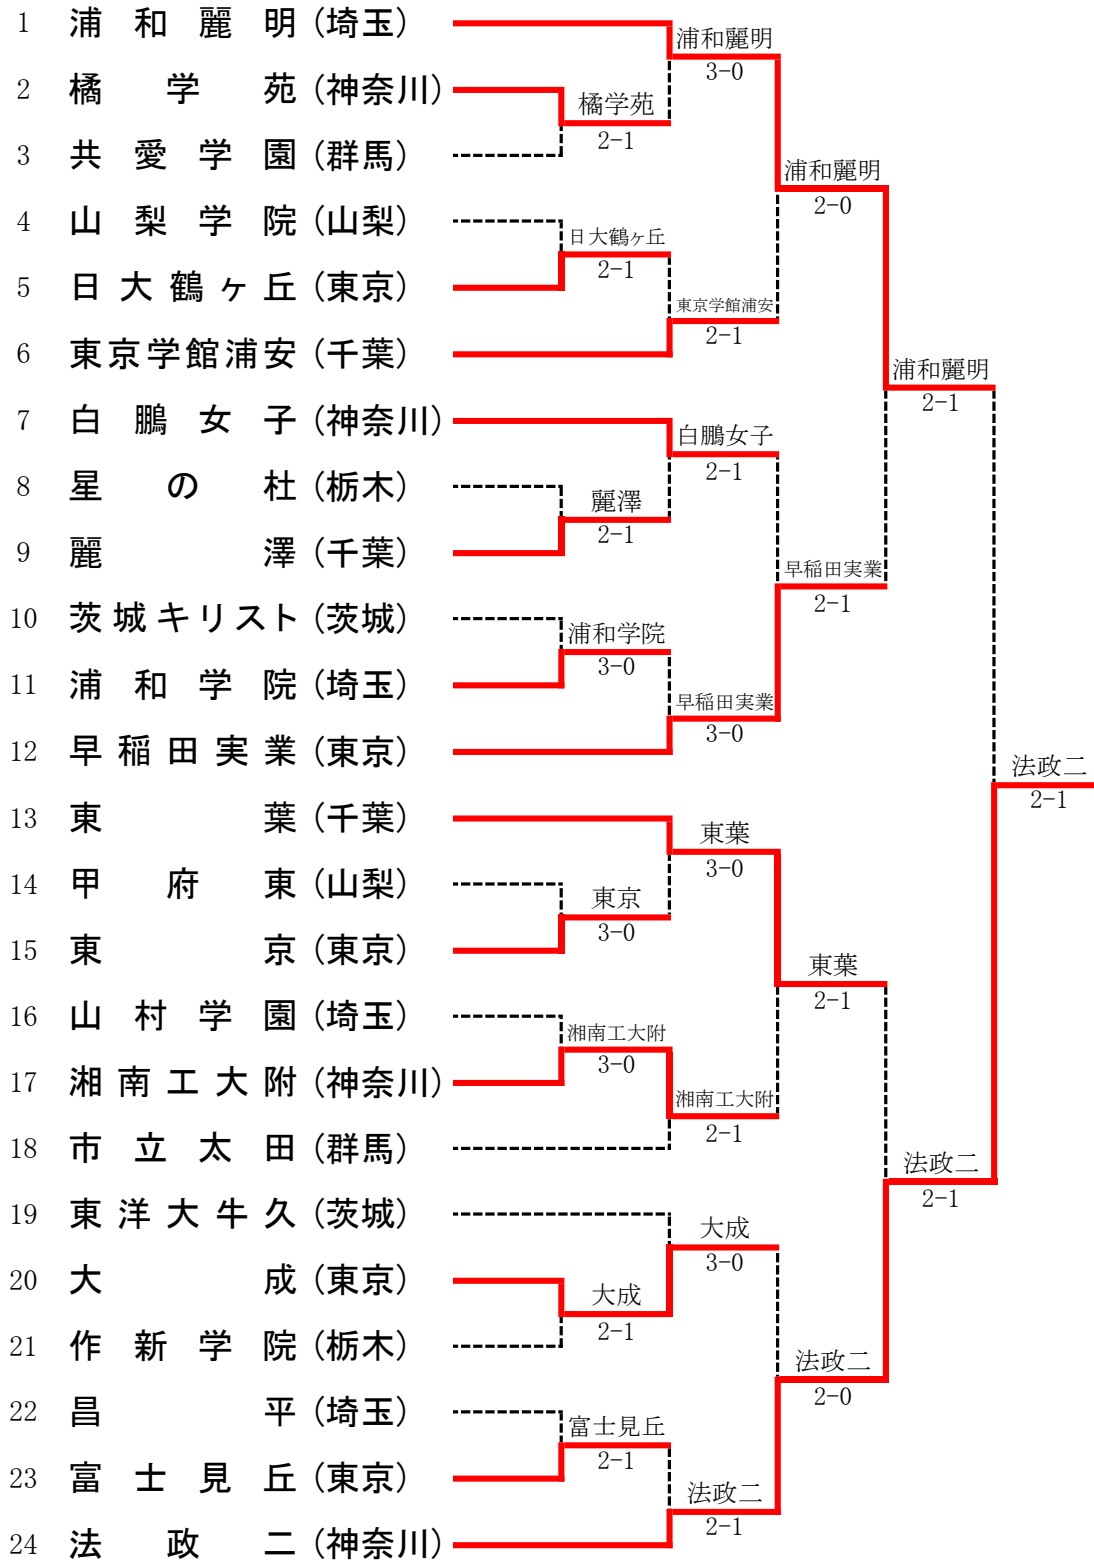 1 浦和麗明 (埼玉)
浦和麗明
3-0
2 橘学苑 (神奈川)
橘学苑
2-1
3 共愛学園 (群馬)
浦和麗明
2-0
4 山梨学院 (山梨)
日大鶴ヶ丘
2-1
5 日大鶴ヶ丘 (東京)
東京学館浦安
2-1
6 東京学館浦安 (千葉)
浦和麗明
2-1
7 白鵬女子 (神奈川)
白鵬女子
2-1
8 星の杜 (栃木)
麗澤
2-1
9 麗澤 (千葉)
早稲田実業
2-1
10 茨城キリスト (茨城)
浦和学院
3-0
11 浦和学院 (埼玉)
早稲田実業
3-0
12 早稲田実業 (東京)
法政二
2-1
13 東葉 (千葉)
東葉
3-0
14 甲府東 (山梨)
東京
3-0
15 東京 (東京)
東葉
2-1
16 山村学園 (埼玉)
湘南工大附
3-0
17 湘南工大附 (神奈川)
湘南工大附
2-1
18 市立太田 (群馬)
法政二
2-1
19 東洋大牛久 (茨城)
大成
3-0
20 大成 (東京)
大成
2-1
21 作新学院 (栃木)
法政二
2-0
22 昌平 (埼玉)
富士見丘
2-1
23 富士見丘 (東京)
法政二
2-1
24 法政二 (神奈川)